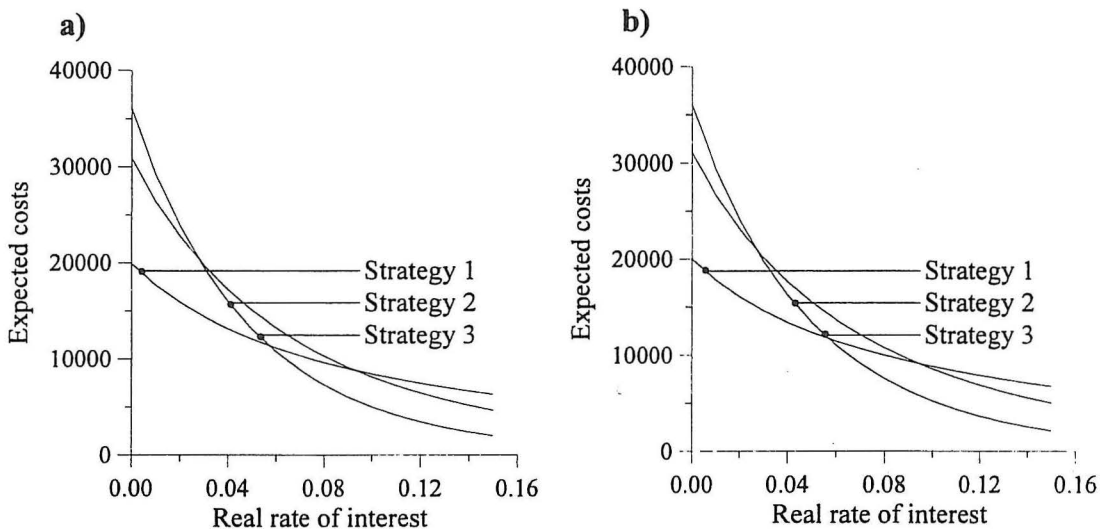 a)
40000
30000
20000
10000
0
Expected costs
Strategy 1
Strategy 2
Strategy 3
0.00 0.04 0.08 0.12 0.16
Real rate of interest
b)
40000
30000
20000
10000
0
Expected costs
Strategy 1
Strategy 2
Strategy 3
0.00 0.04 0.08 0.12 0.16
Real rate of interest